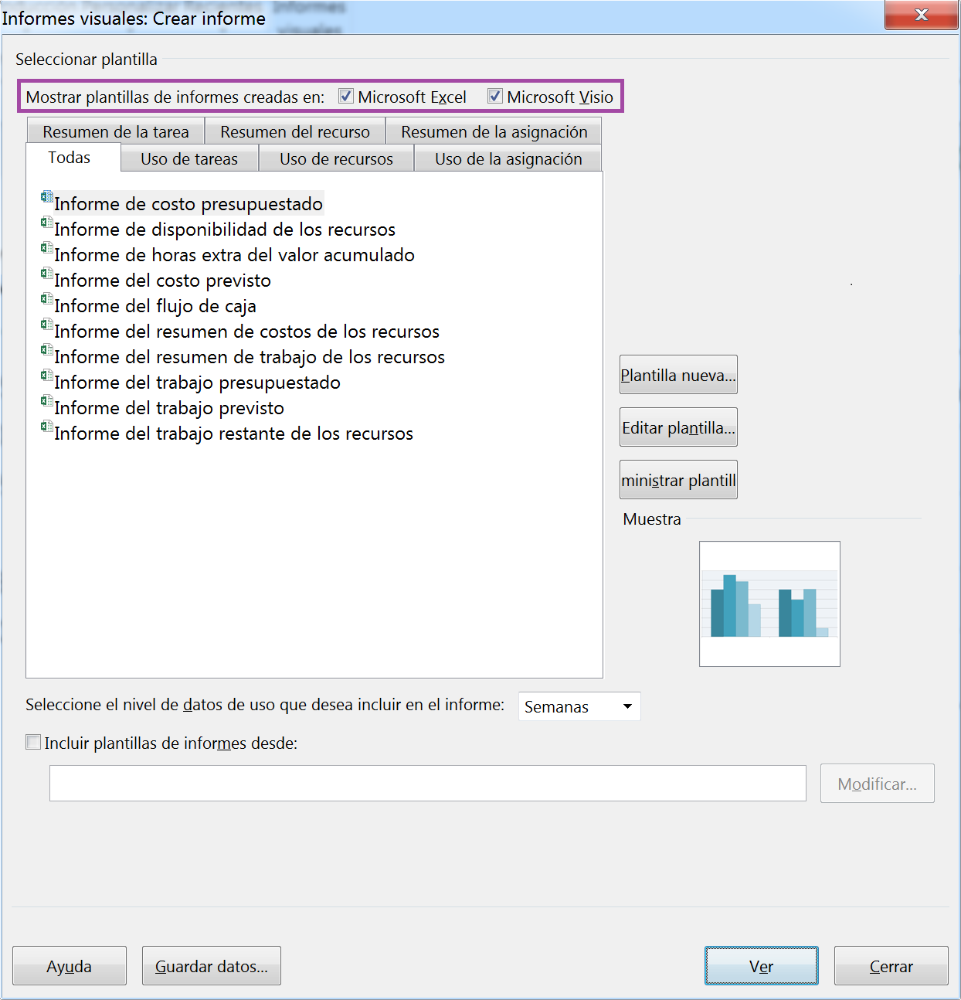 Informes visuales: Crear informe
Seleccionar plantilla
Mostrar plantillas de informes creadas en: Microsoft Excel Microsoft Visio
Resumen de la tarea Resumen del recurso Resumen de la asignación
Todas Uso de tareas Uso de recursos Uso de la asignación
Informe de costo presupuestado
Informe de disponibilidad de los recursos
Informe de horas extra del valor acumulado
Informe del costo previsto
Informe del flujo de caja
Informe del resumen de costos de los recursos
Informe del resumen de trabajo de los recursos
Informe del trabajo presupuestado
Informe del trabajo previsto
Informe del trabajo restante de los recursos
Plantilla nueva...
Editar plantilla...
ministrar plantill
Muestra
Seleccione el nivel de datos de uso que desea incluir en el informe: Semanas
Incluir plantillas de informes desde:
Modificar...
Ayuda Guardar datos... Ver Cerrar